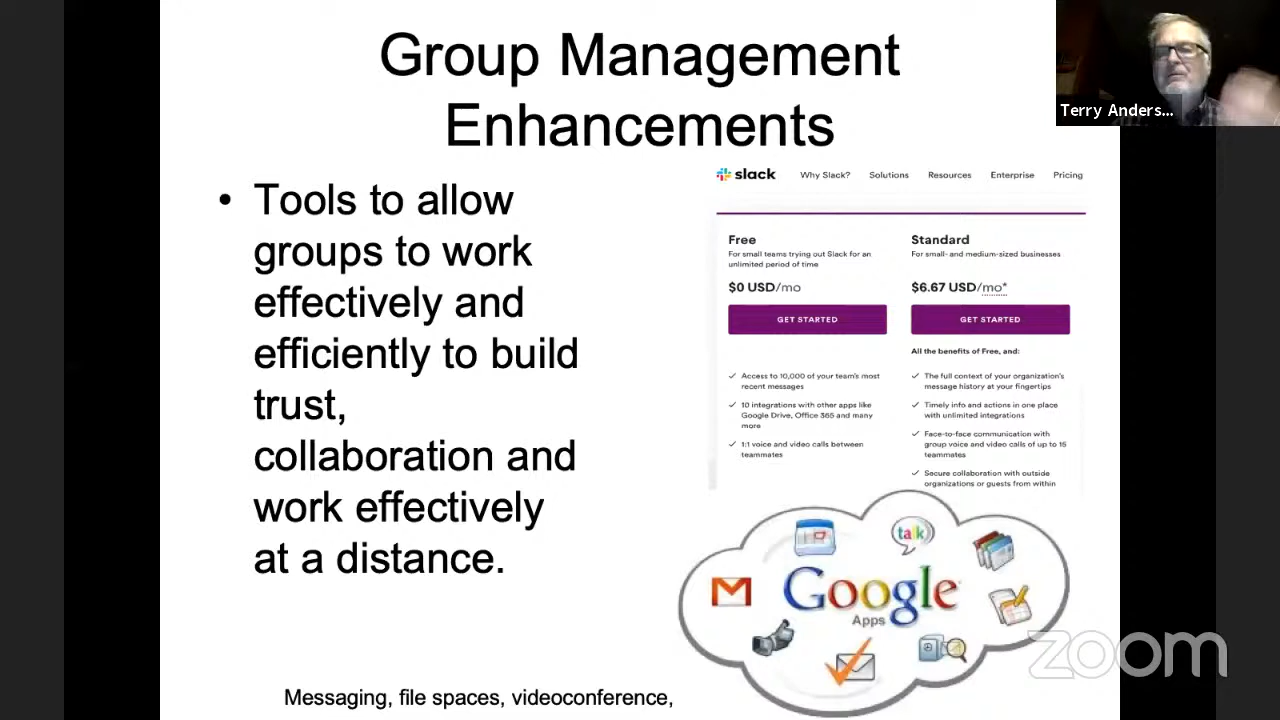 Group Management
Enhancements
Terry Anders...
• Tools to allow
groups to work
effectively and
efficiently to build
trust,
collaboration and
work effectively
at a distance.
slack
Why Slack?
Solutions
Resources
Enterprise
Pricing
Free
For small teams trying out Slack for an
unlimited period of time
$0 USD/mo
GET STARTED
Access to 10,000 of your team's most
recent messages
10 integrations with other apps like
Google Drive, Office 365 and many
more
1:1 voice and video calls between
teammates
Standard
For small- and medium-sized businesses
$6.67 USD/mo*
GET STARTED
All the benefits of Free, and:
The full context of your organization's
message history at your fingertips
Timely info and actions in one place
with unlimited integrations
Face-to-face communication with
group voice and video calls of up to 15
teammates
Secure collaboration with outside
organizations or guests from within
talk
Google
Apps
zoom
Messaging, file spaces, videoconference,